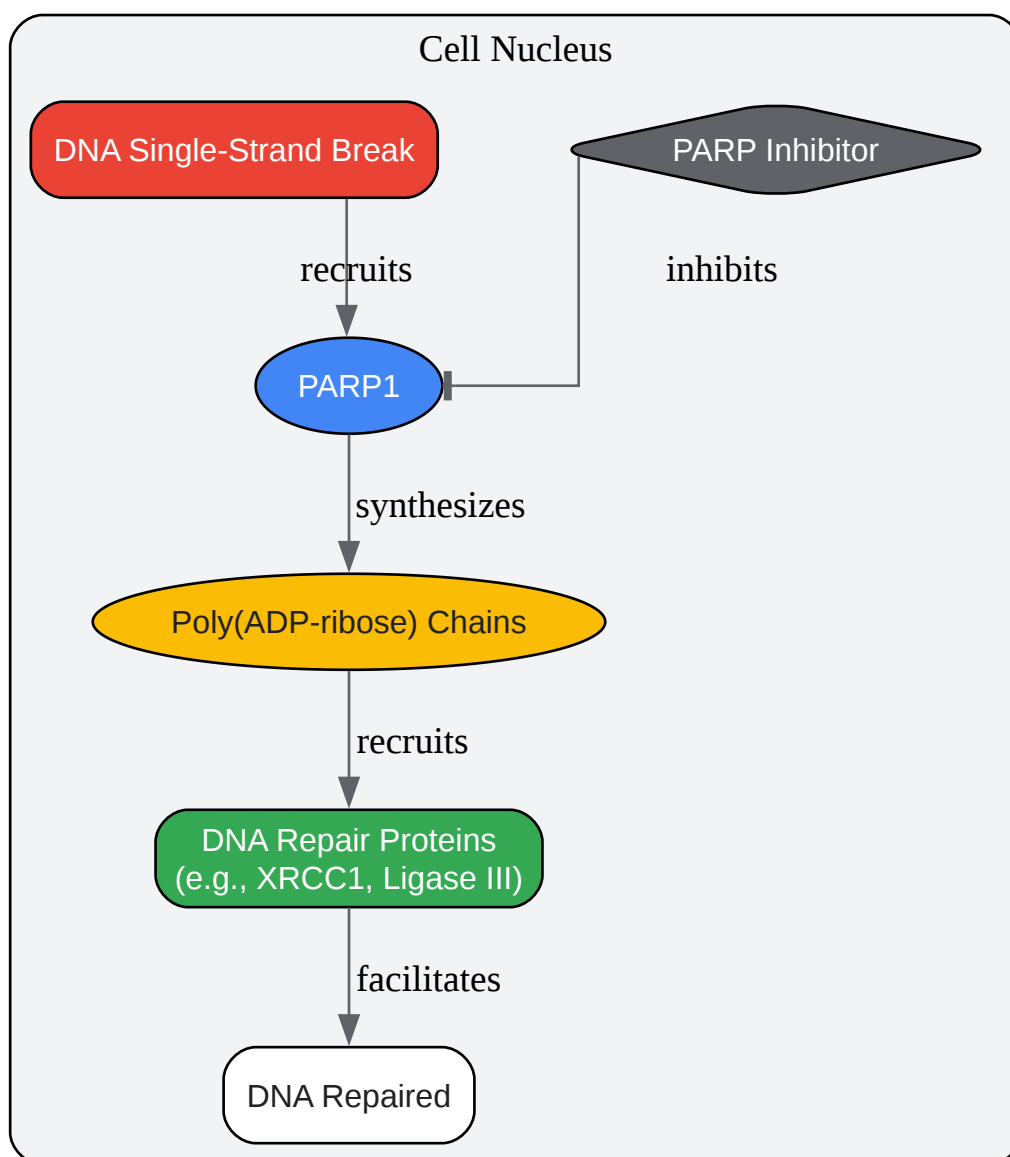 Cell Nucleus
DNA Single-Strand Break
PARP Inhibitor
recruits
inhibits
PARP1
synthesizes
Poly(ADP-ribose) Chains
recruits
DNA Repair Proteins
(e.g., XRCC1, Ligase III)
facilitates
DNA Repaired